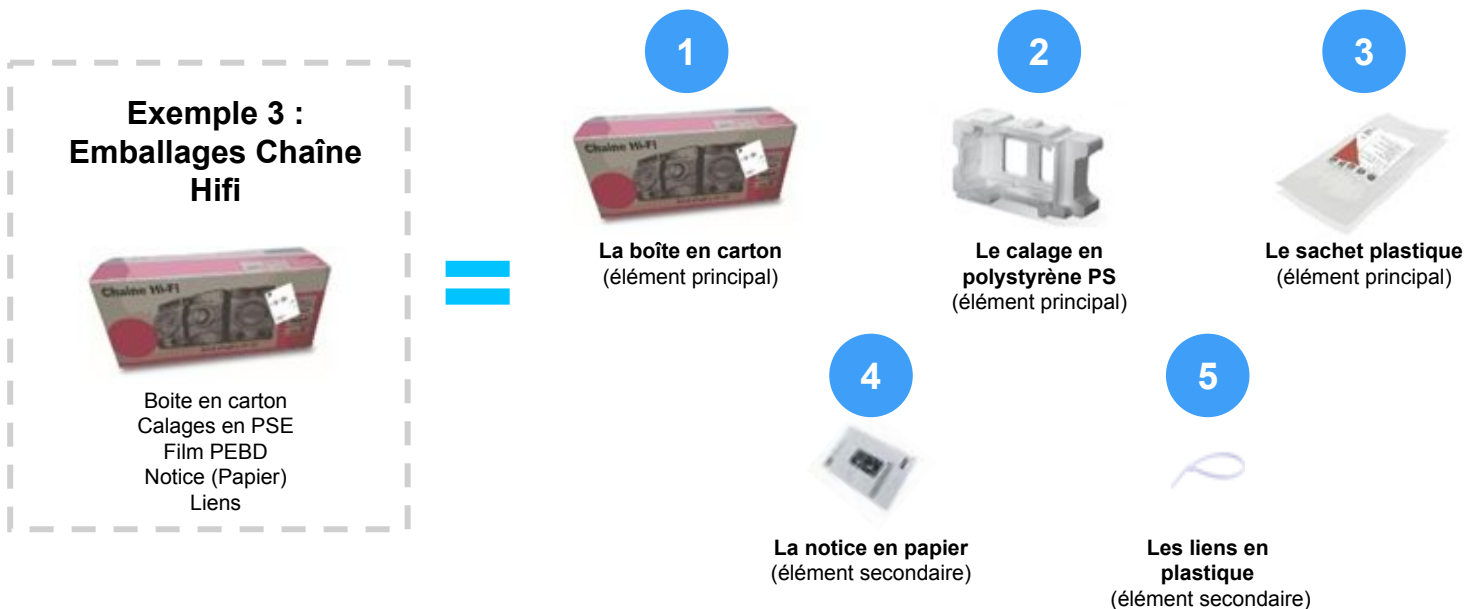 Exemple 3 :
Emballages Chaîne
Hifi
Chaîne Hi-Fi
Boite en carton
Calages en PSE
Film PEBD
Notice (Papier)
Liens
1
Chaîne Hi-Fi
La boîte en carton
(élément principal)
2
Le calage en
polystyrène PS
(élément principal)
3
Le sachet plastique
(élément principal)
4
La notice en papier
(élément secondaire)
5
Les liens en
plastique
(élément secondaire)